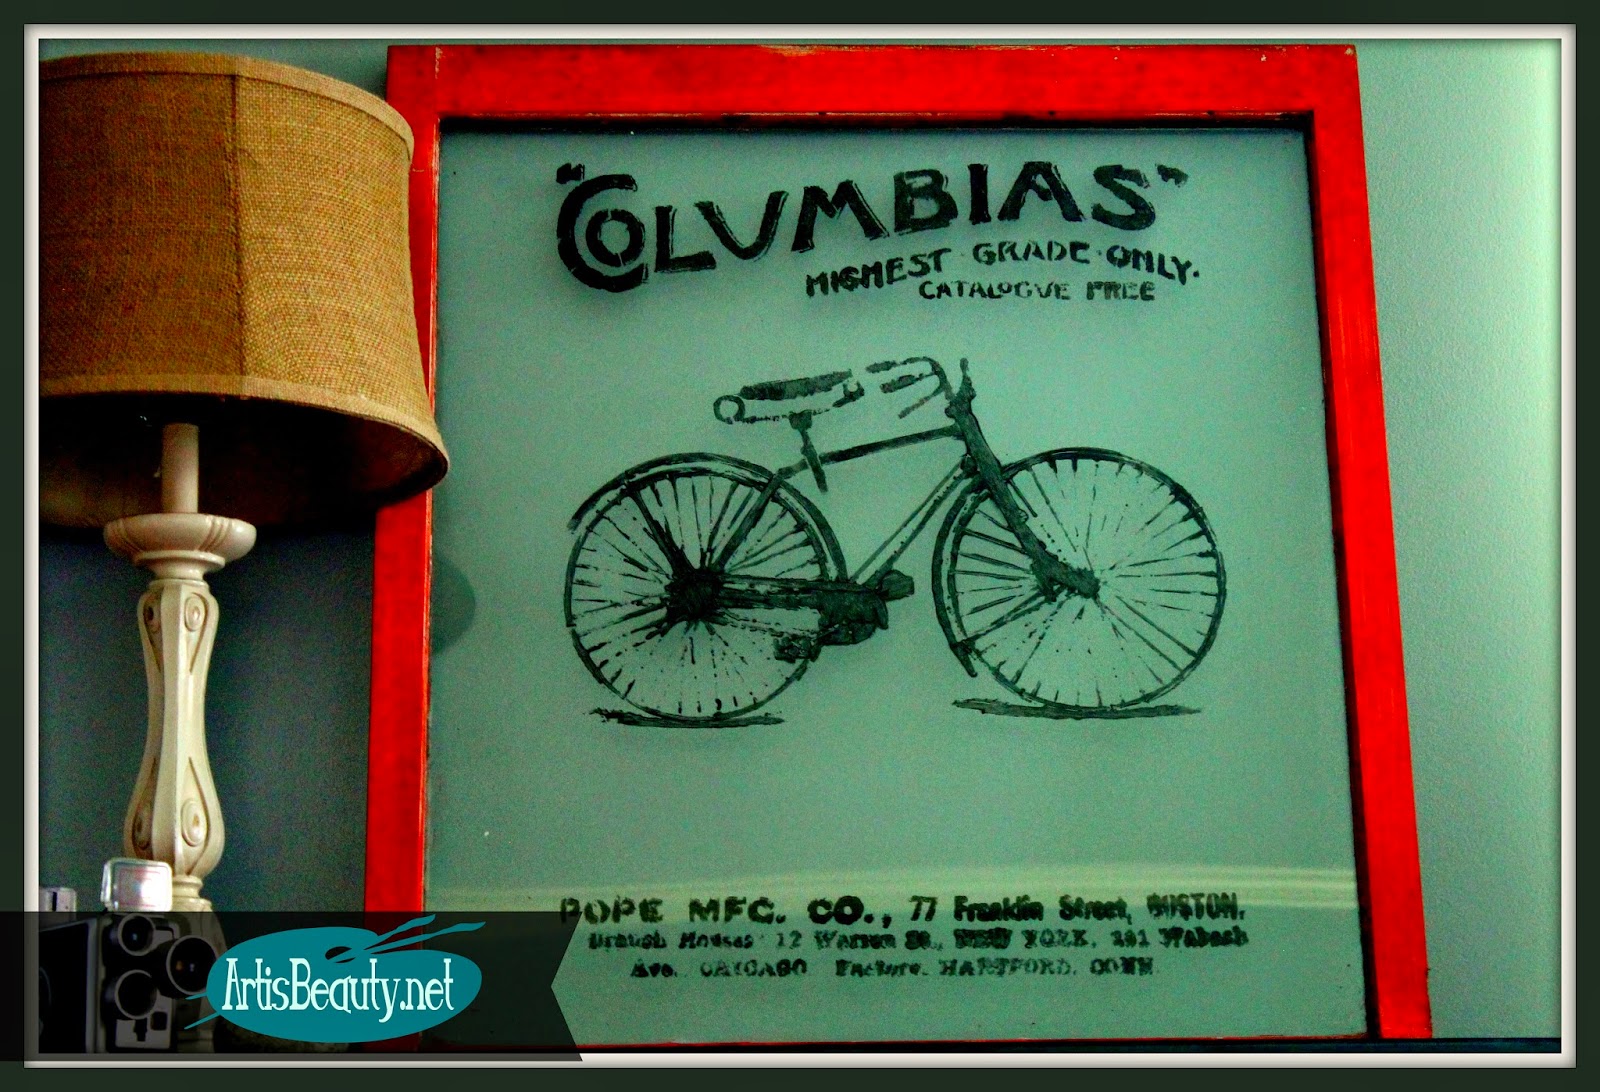 "COLUMBIAS"
HIGHEST · GRADE · ONLY.
CATALOGUE FREE
POPE MFG. CO., 77 Franklin Street, BOSTON.
Branch Houses: 12 Warren St., NEW YORK. 291 Wabash
Ave., CHICAGO. Factory, HARTFORD, CONN.
ArtisBeauty.net